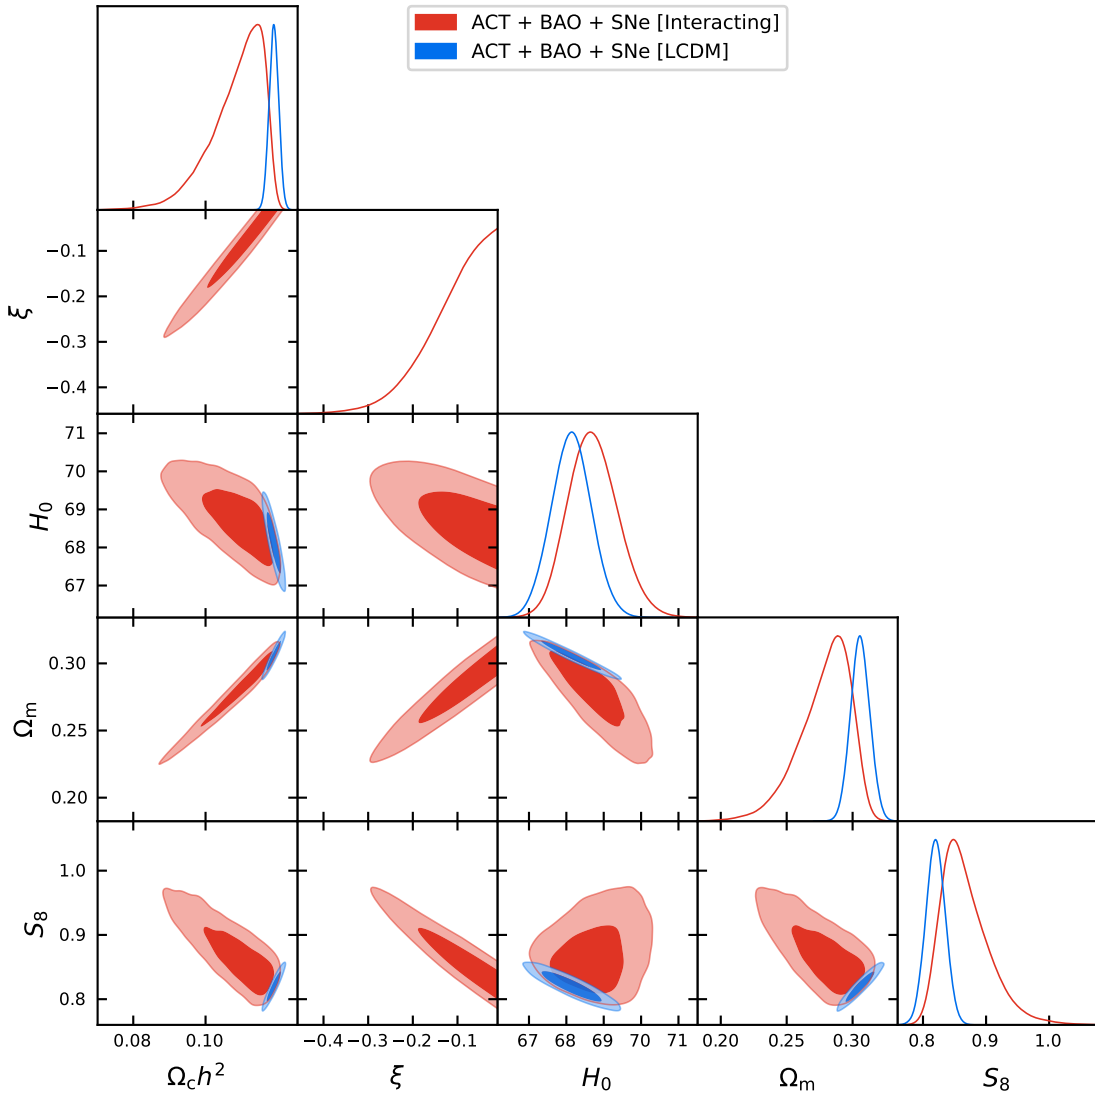 ACT + BAO + SNe [Interacting]
ACT + BAO + SNe [LCDM]
−0.1
−0.2
−0.3
−0.4
ξ
71
70
69
68
67
H₀
0.30
0.25
0.20
Ωₘ
1.0
0.9
0.8
S₈
0.08 0.10 −0.4 −0.3 −0.2 −0.1 67 68 69 70 71 0.20 0.30 0.8 0.9 1.0
Ω_c h² ξ H₀ Ωₘ S₈